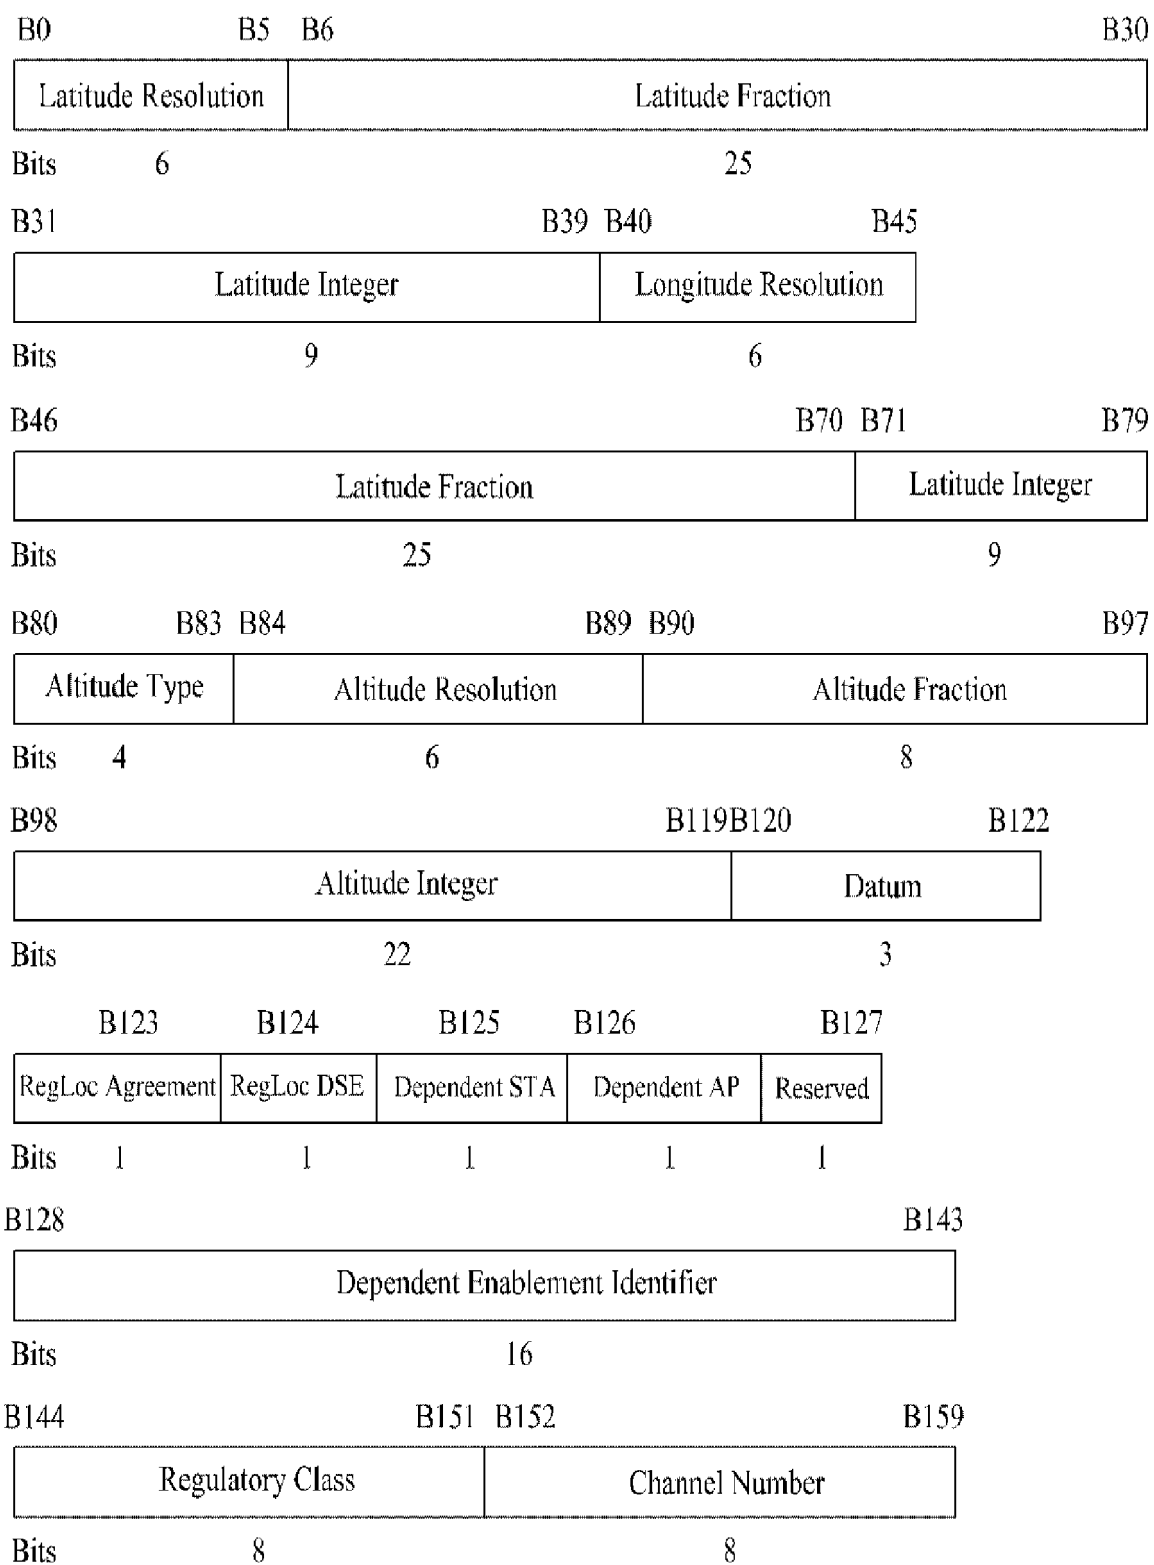 B0 B5 B6 B30
Latitude Resolution Latitude Fraction
Bits 6 25
B31 B39 B40 B45
Latitude Integer Longitude Resolution
Bits 9 6
B46 B70 B71 B79
Latitude Fraction Latitude Integer
Bits 25 9
B80 B83 B84 B89 B90 B97
Altitude Type Altitude Resolution Altitude Fraction
Bits 4 6 8
B98 B119 B120 B122
Altitude Integer Datum
Bits 22 3
B123 B124 B125 B126 B127
RegLoc Agreement RegLoc DSE Dependent STA Dependent AP Reserved
Bits 1 1 1 1 1
B128 B143
Dependent Enablement Identifier
Bits 16
B144 B151 B152 B159
Regulatory Class Channel Number
Bits 8 8